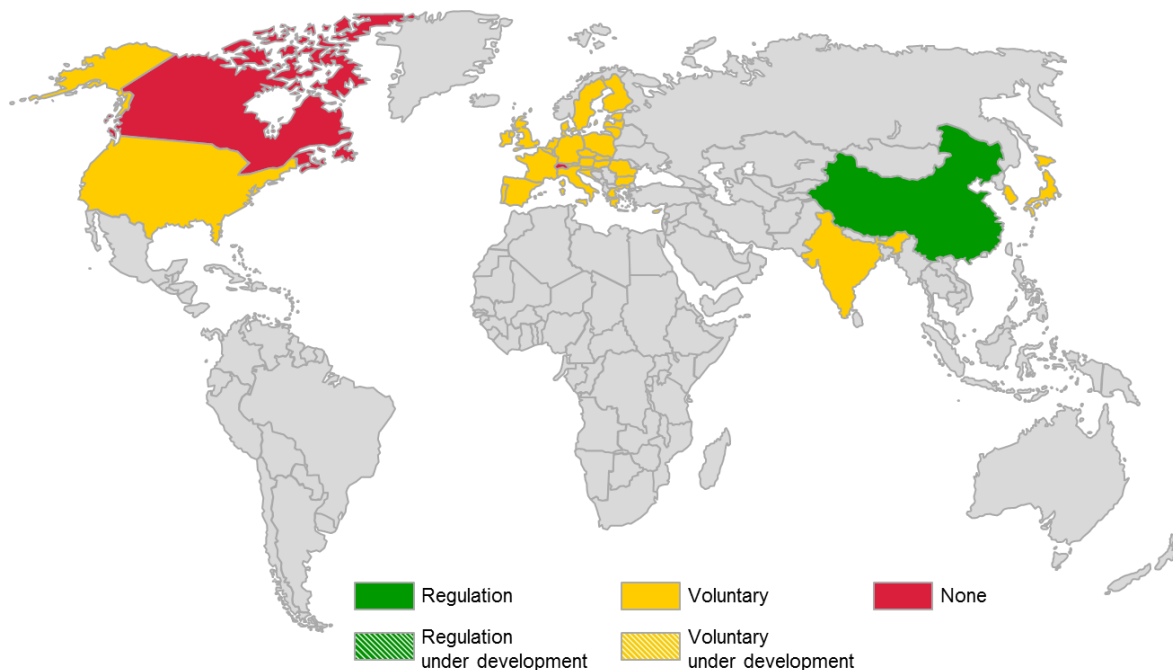 Regulation
Voluntary
None
Regulation
under development
Voluntary
under development